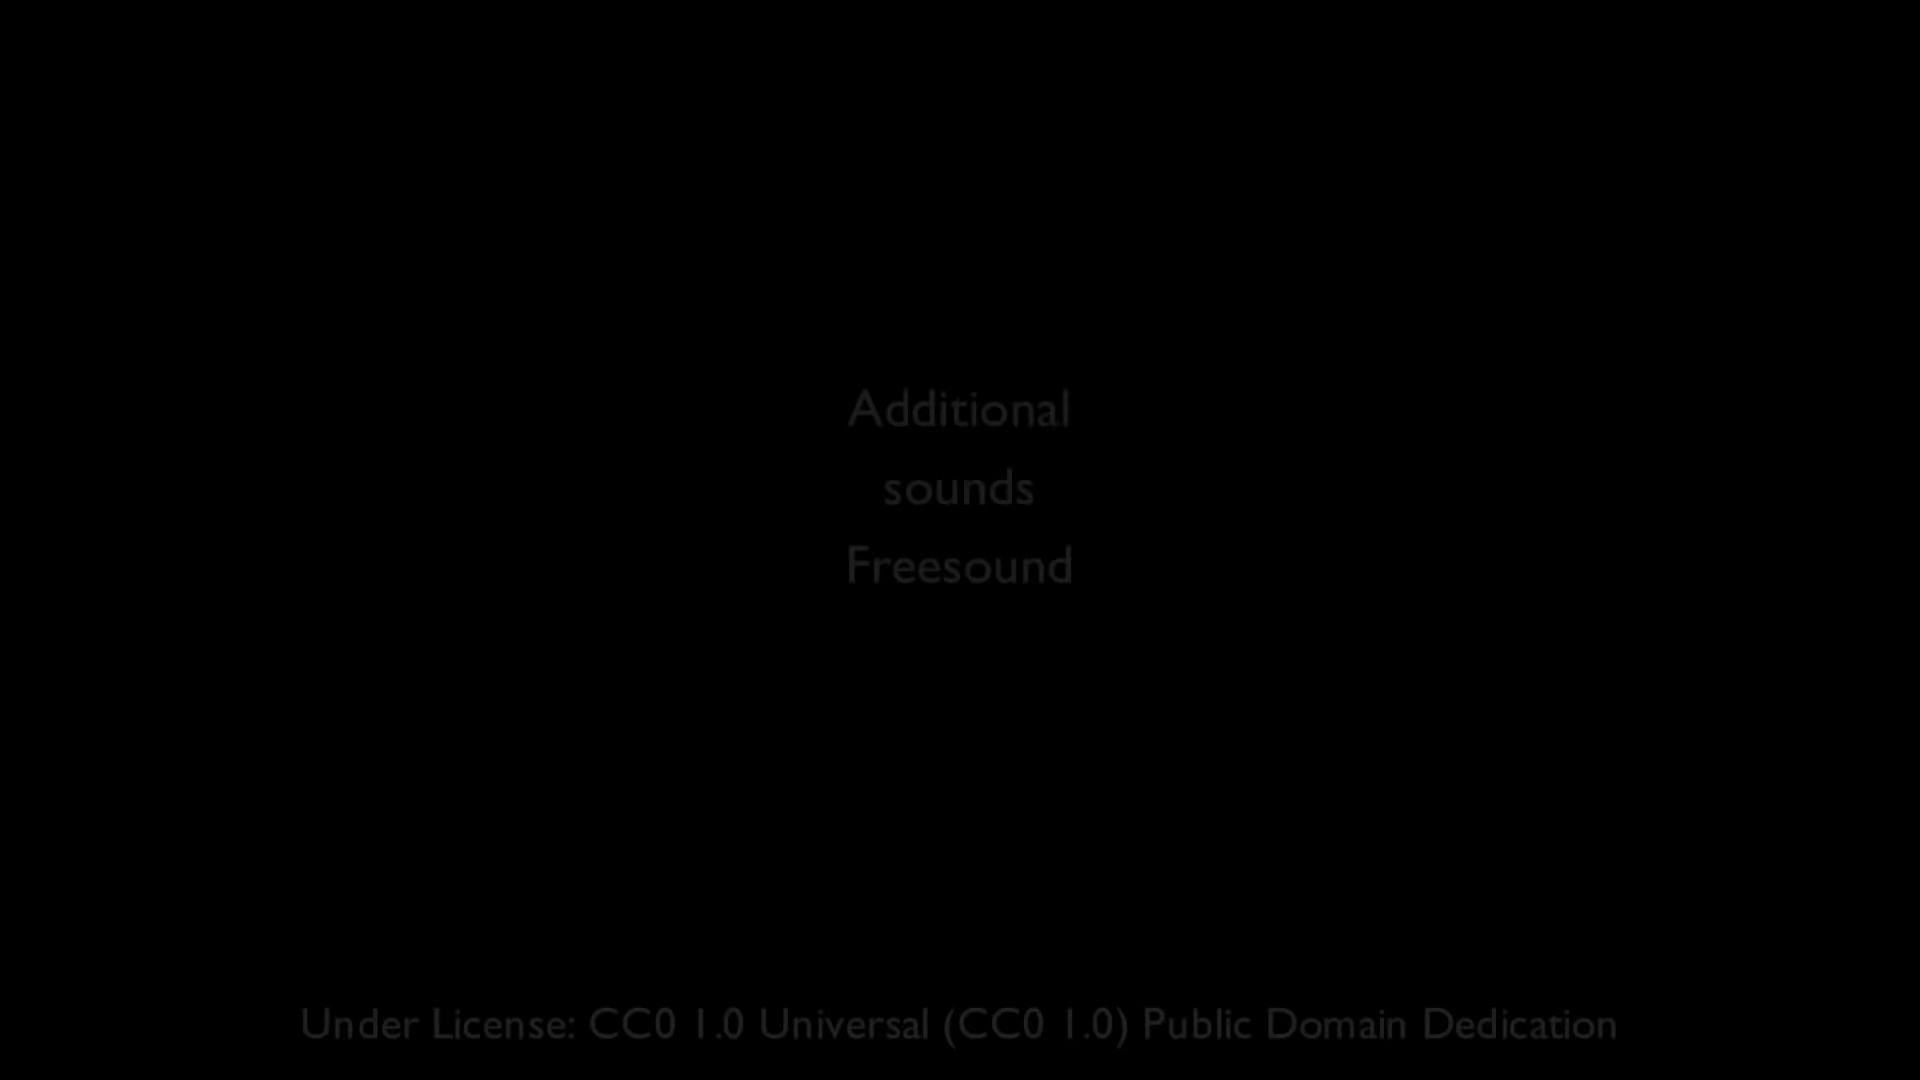 Additional
sounds
Freesound
Under License: CC0 1.0 Universal (CC0 1.0) Public Domain Dedication